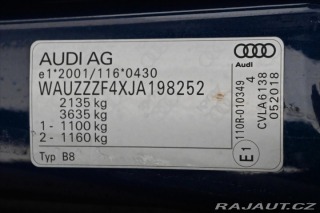 AUDI AG
e1*2001/116*0430
WAUZZZF4XJA198252
2135 kg
3635 kg
1 - 1100 kg
2 - 1160 kg
Typ B8
Audi
110R-010349
E1
4
CVLA6138
052018
RAJAUT.CZ